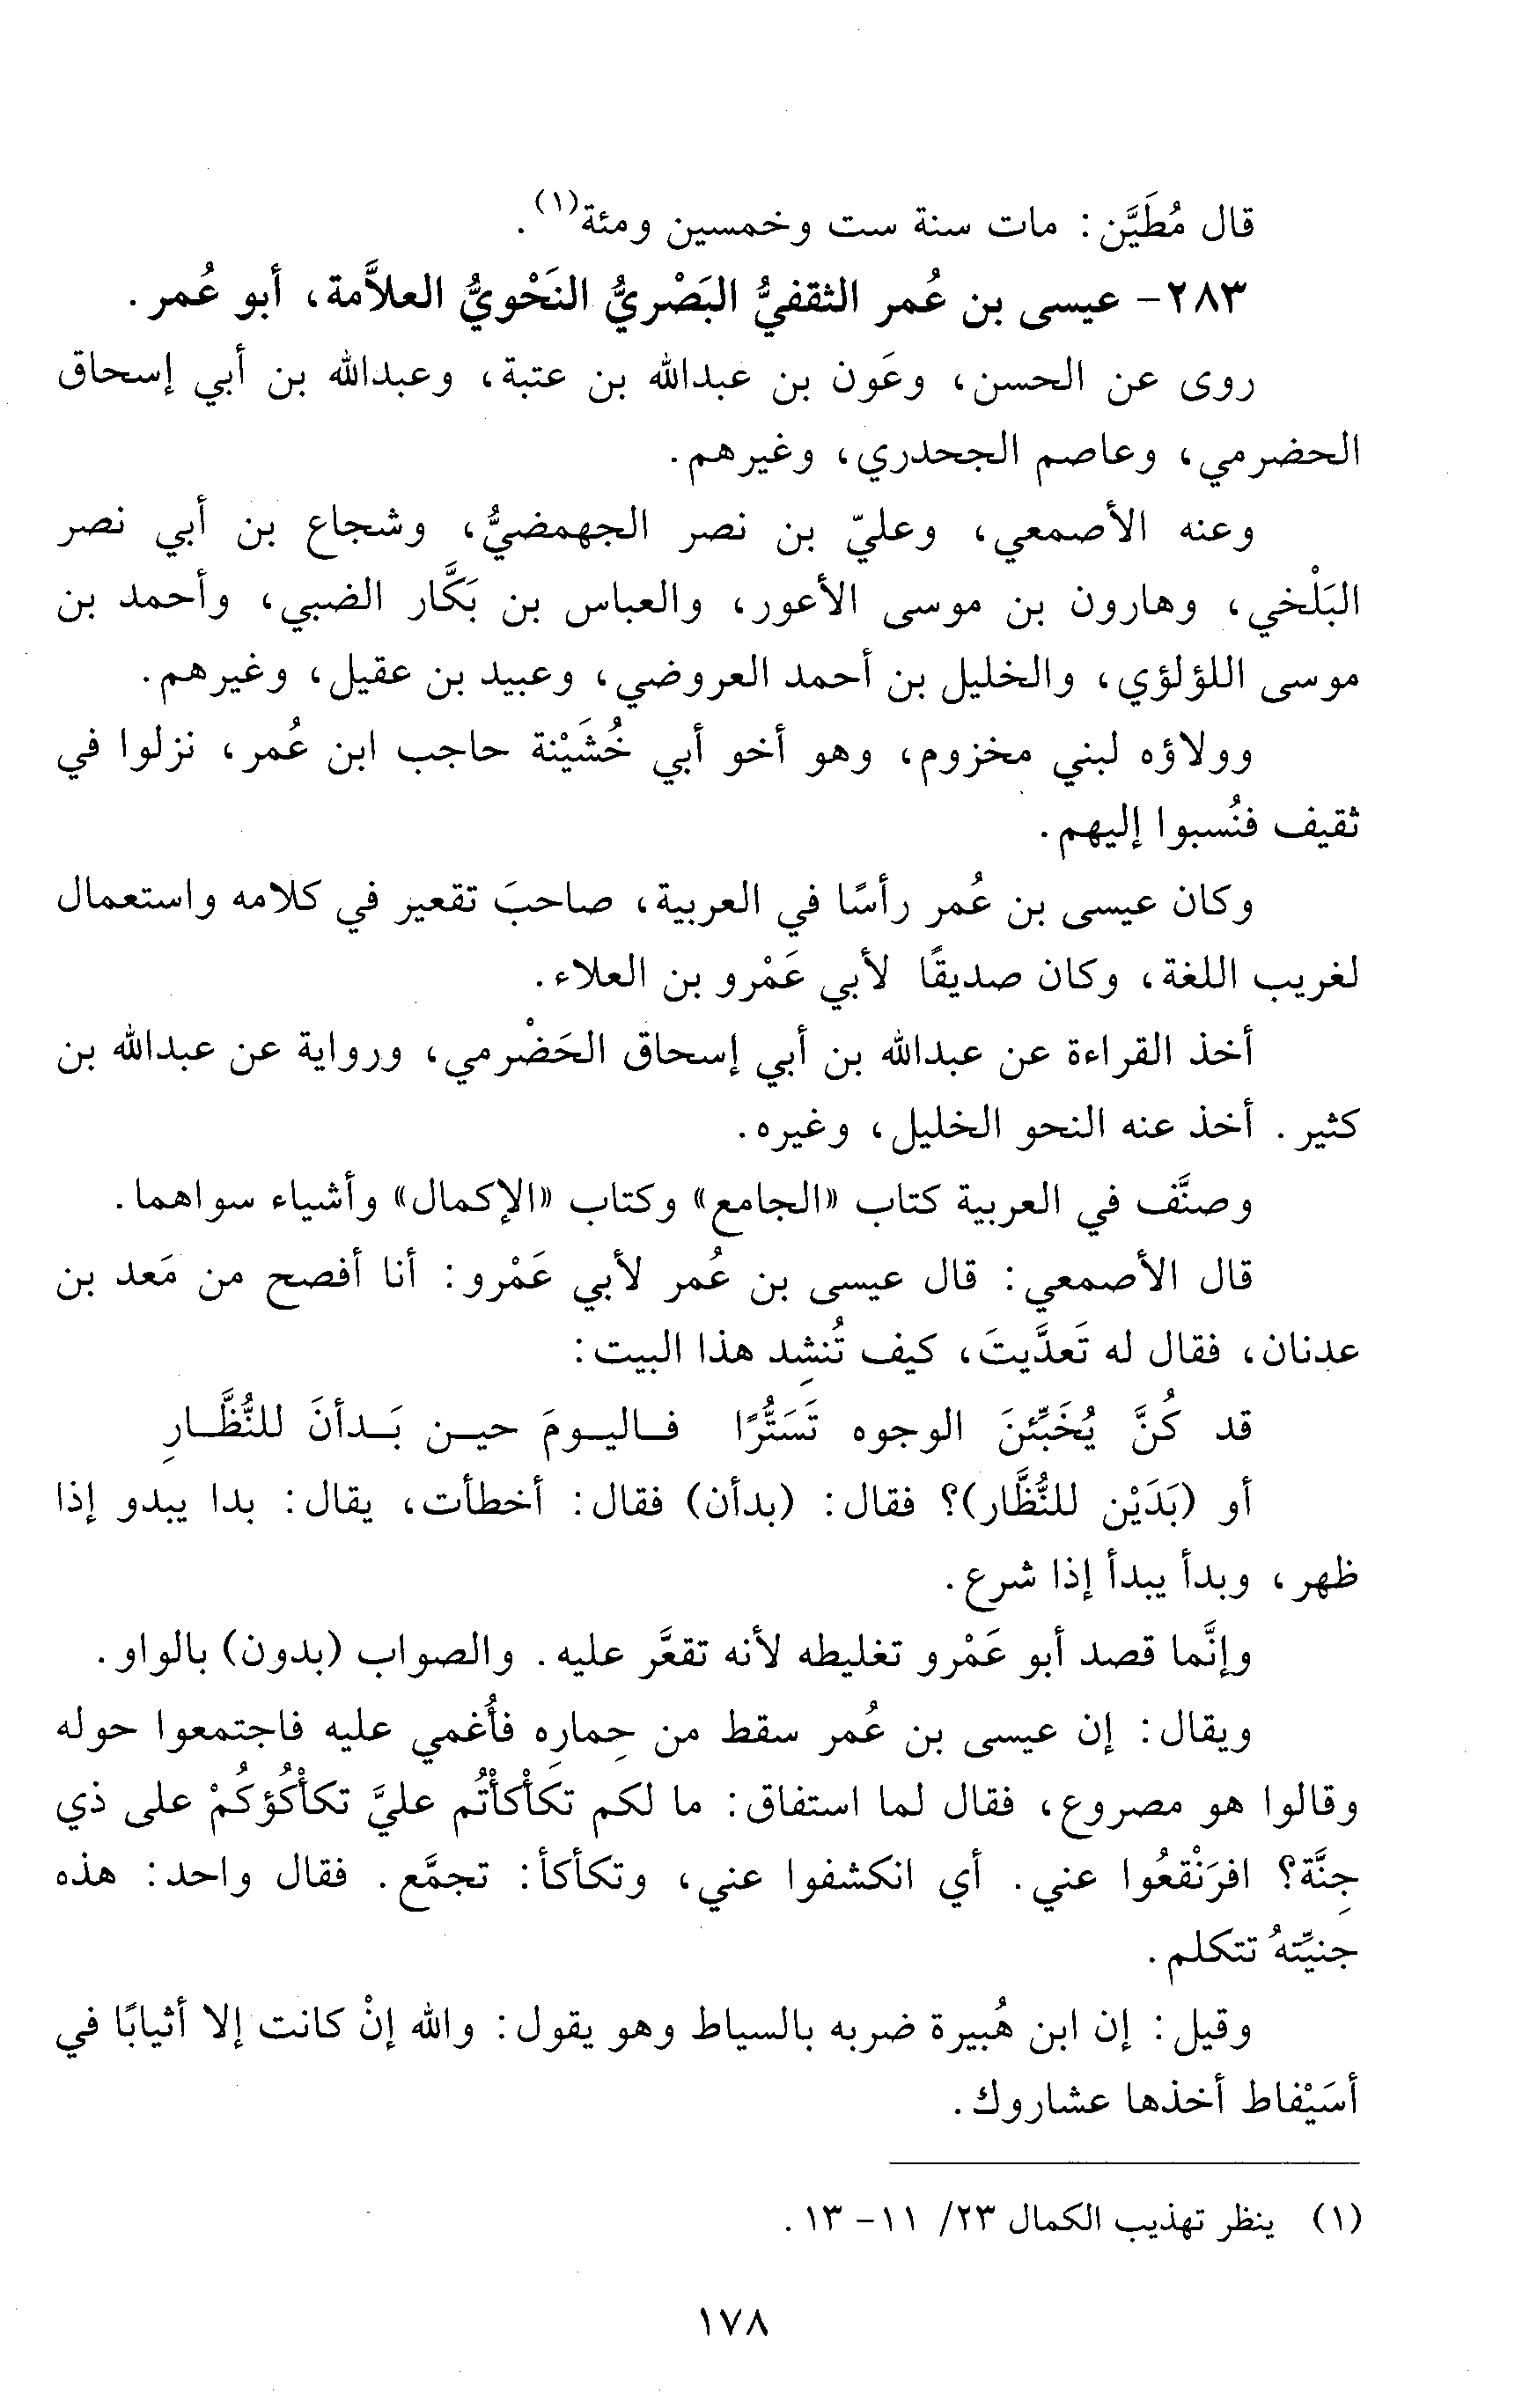 قال مُطَيَّن: مات سنة ست وخمسين ومئة(١).
٢٨٣- عيسى بن عُمر الثقفيُّ البَصْريُّ النَحْويُّ العلاَّمة، أبو عُمر.
روى عن الحسن، وعَون بن عبدالله بن عتبة، وعبدالله بن أبي إسحاق
الحضرمي، وعاصم الجحدري، وغيرهم.
وعنه الأصمعي، وعليّ بن نصر الجهمضيُّ، وشجاع بن أبي نصر
البَلْخي، وهارون بن موسى الأعور، والعباس بن بَكَّار الضبي، وأحمد بن
موسى اللؤلؤي، والخليل بن أحمد العروضي، وعبيد بن عقيل، وغيرهم.
وولاؤه لبني مخزوم، وهو أخو أبي خُشَيْنة حاجب ابن عُمر، نزلوا في
ثقيف فنُسبوا إليهم.
وكان عيسى بن عُمر رأسًا في العربية، صاحبَ تقعير في كلامه واستعمال
لغريب اللغة، وكان صديقًا لأبي عَمْرو بن العلاء.
أخذ القراءة عن عبدالله بن أبي إسحاق الحَضْرمي، ورواية عن عبدالله بن
كثير. أخذ عنه النحو الخليل، وغيره.
وصنَّف في العربية كتاب «الجامع» وكتاب «الإكمال» وأشياء سواهما.
قال الأصمعي: قال عيسى بن عُمر لأبي عَمْرو: أنا أفصح من مَعد بن
عدنان، فقال له تَعدَّيتَ، كيف تُنشِد هذا البيت:
قد كُنَّ يُخَبِّئنَ الوجوه تَسَتُّرًا فــاليــومَ حيــن بَــدأنَ للنُّظَّــارِ
أو (بَدَيْن للنُّظَّار)؟ فقال: (بدأن) فقال: أخطأت، يقال: بدا يبدو إذا
ظهر، وبدأ يبدأ إذا شرع.
وإنَّما قصد أبو عَمْرو تغليطه لأنه تقعَّر عليه. والصواب (بدون) بالواو.
ويقال: إن عيسى بن عُمر سقط من حِمارِه فأُغمي عليه فاجتمعوا حوله
وقالوا هو مصروع، فقال لما استفاق: ما لكم تكأْكأْتُم عليَّ تكأْكُؤكُمْ على ذي
جِنَّة؟ افرَنْقعُوا عني. أي انكشفوا عني، وتكأكأ: تجمَّع. فقال واحد: هذه
جنيِّتهُ تتكلم.
وقيل: إن ابن هُبيرة ضربه بالسياط وهو يقول: والله إنْ كانت إلا أثيابًا في
أسَيْفاط أخذها عشاروك.
(١) ينظر تهذيب الكمال ٢٣/ ١١- ١٣.
١٧٨